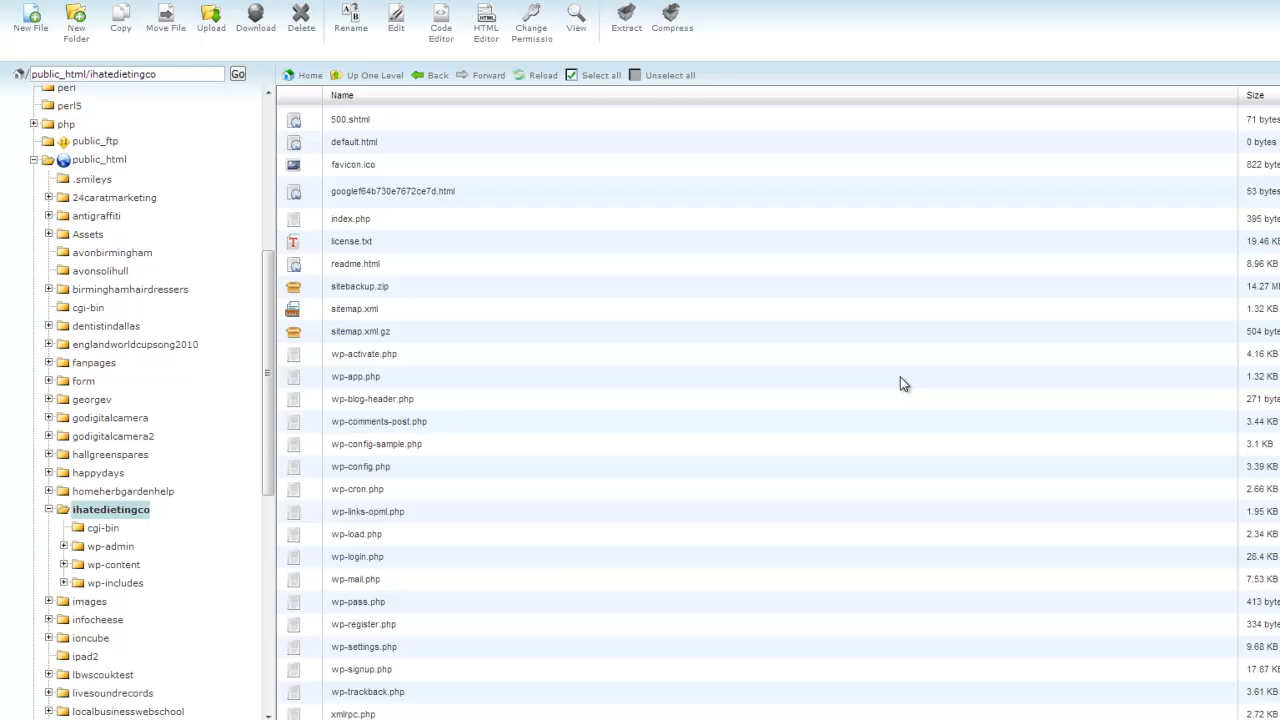 New File
New Folder
Copy
Move File
Upload
Download
Delete
Rename
Edit
Code Editor
HTML Editor
Change Permissio
View
Extract
Compress
/ public_html/ihatedietingco Go
Home Up One Level Back Forward Reload Select all Unselect all
perl
perl5
php
public_ftp
public_html
.smileys
24caratmarketing
antigraffiti
Assets
avonbirmingham
avonsolihull
birminghamhairdressers
cgi-bin
dentistindallas
englandworldcupsong2010
fanpages
form
georgev
godigitalcamera
godigitalcamera2
hallgreenspares
happydays
homeherbgardenhelp
ihatedietingco
cgi-bin
wp-admin
wp-content
wp-includes
images
infocheese
ioncube
ipad2
lbwscouktest
livesoundrecords
localbusinesswebschool
Name Size
500.shtml 71 bytes
default.html 0 bytes
favicon.ico 822 byte
googlef64b730e7672ce7d.html 53 bytes
index.php 395 byte
license.txt 19.46 KB
readme.html 8.96 KB
sitebackup.zip 14.27 MB
sitemap.xml 1.32 KB
sitemap.xml.gz 504 byte
wp-activate.php 4.16 KB
wp-app.php 1.32 KB
wp-blog-header.php 271 byte
wp-comments-post.php 3.44 KB
wp-config-sample.php 3.1 KB
wp-config.php 3.39 KB
wp-cron.php 2.66 KB
wp-links-opml.php 1.95 KB
wp-load.php 2.34 KB
wp-login.php 28.4 KB
wp-mail.php 7.53 KB
wp-pass.php 413 byte
wp-register.php 334 byte
wp-settings.php 9.68 KB
wp-signup.php 17.87 KB
wp-trackback.php 3.61 KB
xmlrpc.php 2.72 KB